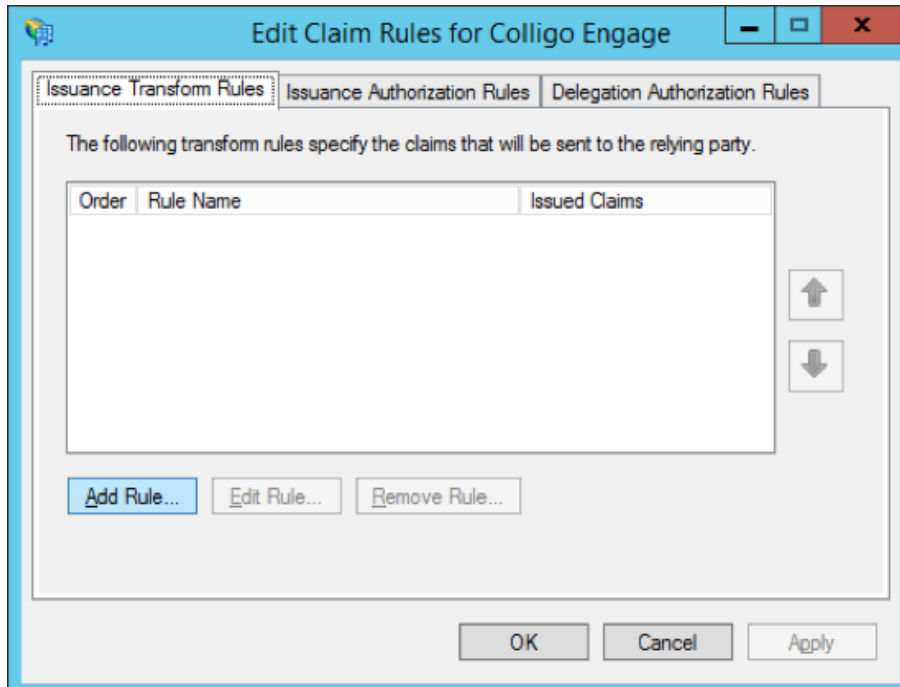 Edit Claim Rules for Colligo Engage
Issuance Transform Rules Issuance Authorization Rules Delegation Authorization Rules
The following transform rules specify the claims that will be sent to the relying party.
Order Rule Name Issued Claims
Add Rule... Edit Rule... Remove Rule...
OK Cancel Apply